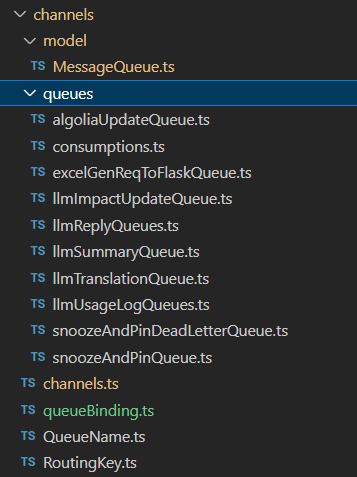 channels
model
TS MessageQueue.ts
queues
TS algoliaUpdateQueue.ts
TS consumptions.ts
TS excelGenReqToFlaskQueue.ts
TS llmImpactUpdateQueue.ts
TS llmReplyQueues.ts
TS llmSummaryQueue.ts
TS llmTranslationQueue.ts
TS llmUsageLogQueues.ts
TS snoozeAndPinDeadLetterQueue.ts
TS snoozeAndPinQueue.ts
TS channels.ts
TS queueBinding.ts
TS QueueName.ts
TS RoutingKey.ts